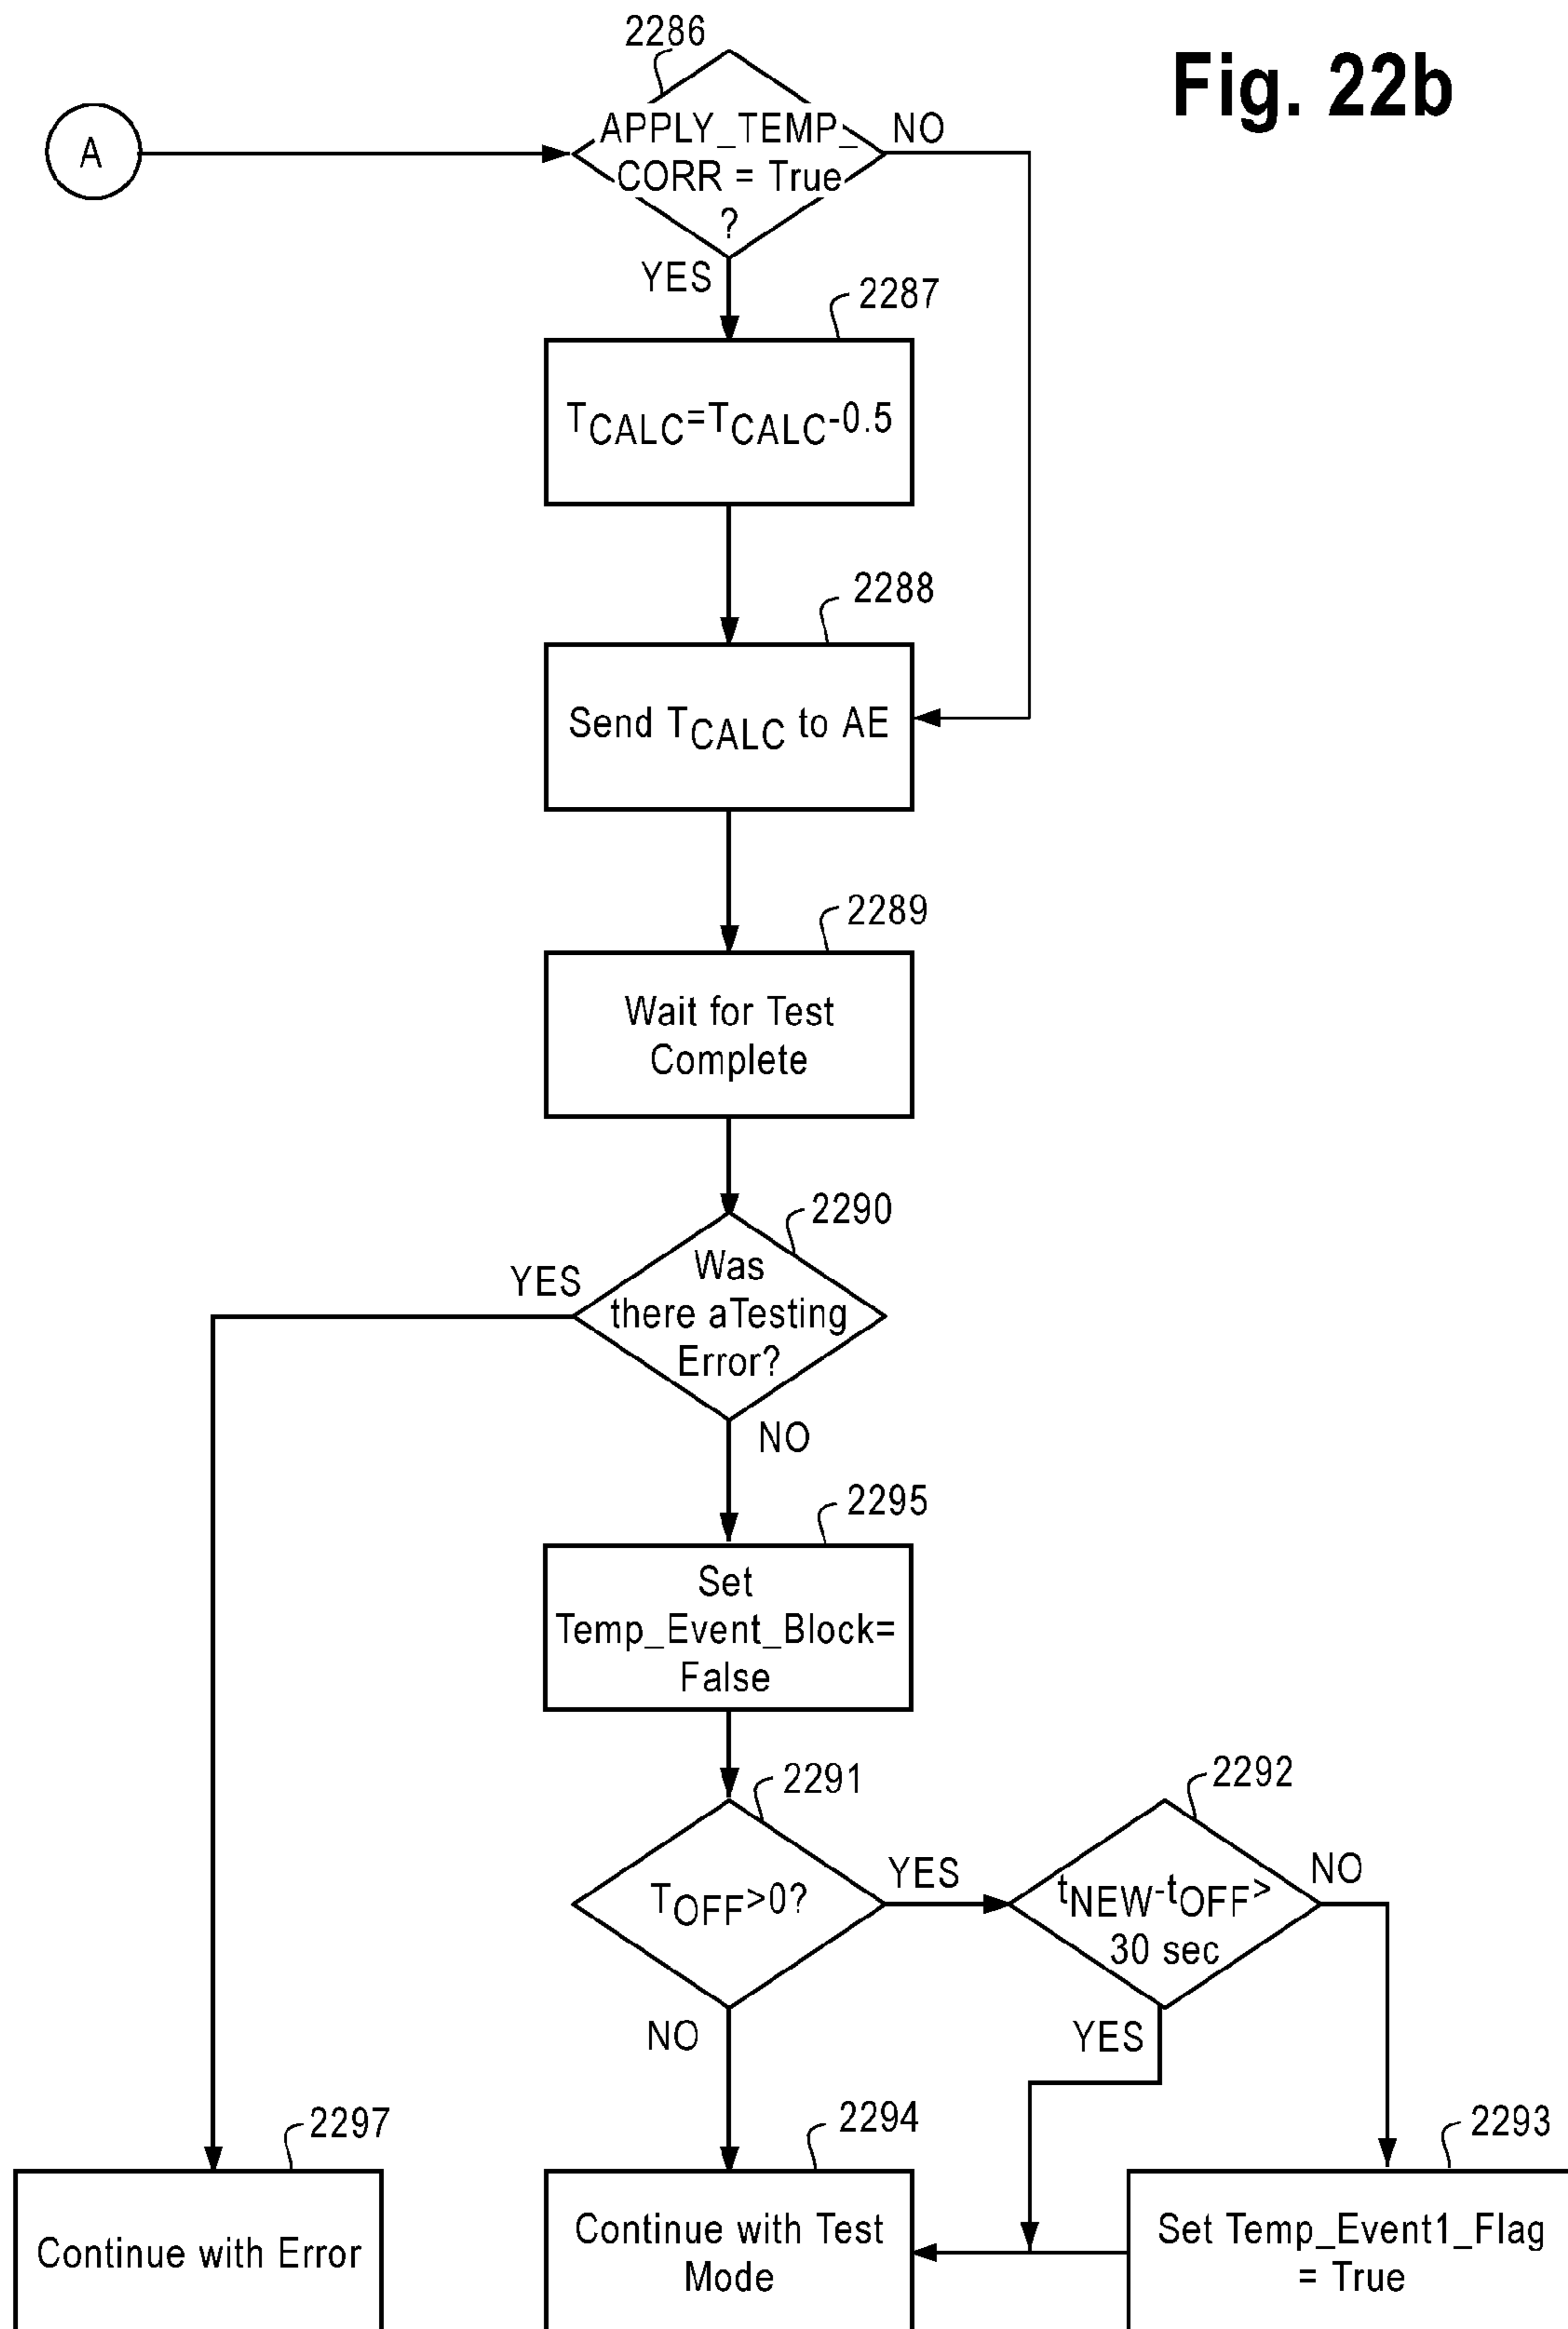 Fig. 22b
2286
A
APPLY_TEMP_
CORR = True
?
NO
YES
2287
TCALC=TCALC-0.5
2288
Send TCALC to AE
2289
Wait for Test
Complete
2290
Was
there aTesting
Error?
YES
NO
2295
Set
Temp_Event_Block=
False
2291
TOFF>0?
YES
NO
2292
tNEW-tOFF>
30 sec
NO
YES
2297
Continue with Error
2294
Continue with Test
Mode
2293
Set Temp_Event1_Flag
= True